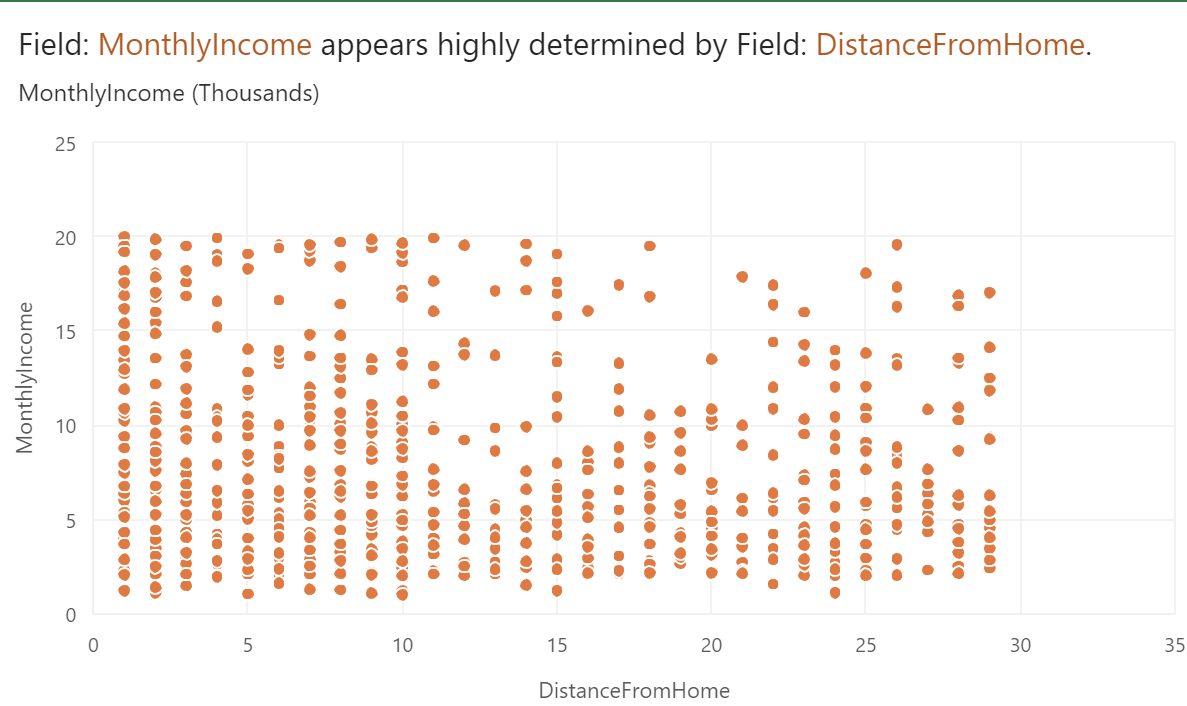 Field: MonthlyIncome appears highly determined by Field: DistanceFromHome.
MonthlyIncome (Thousands)
25
20
15
10
5
0
MonthlyIncome
0 5 10 15 20 25 30 35
DistanceFromHome